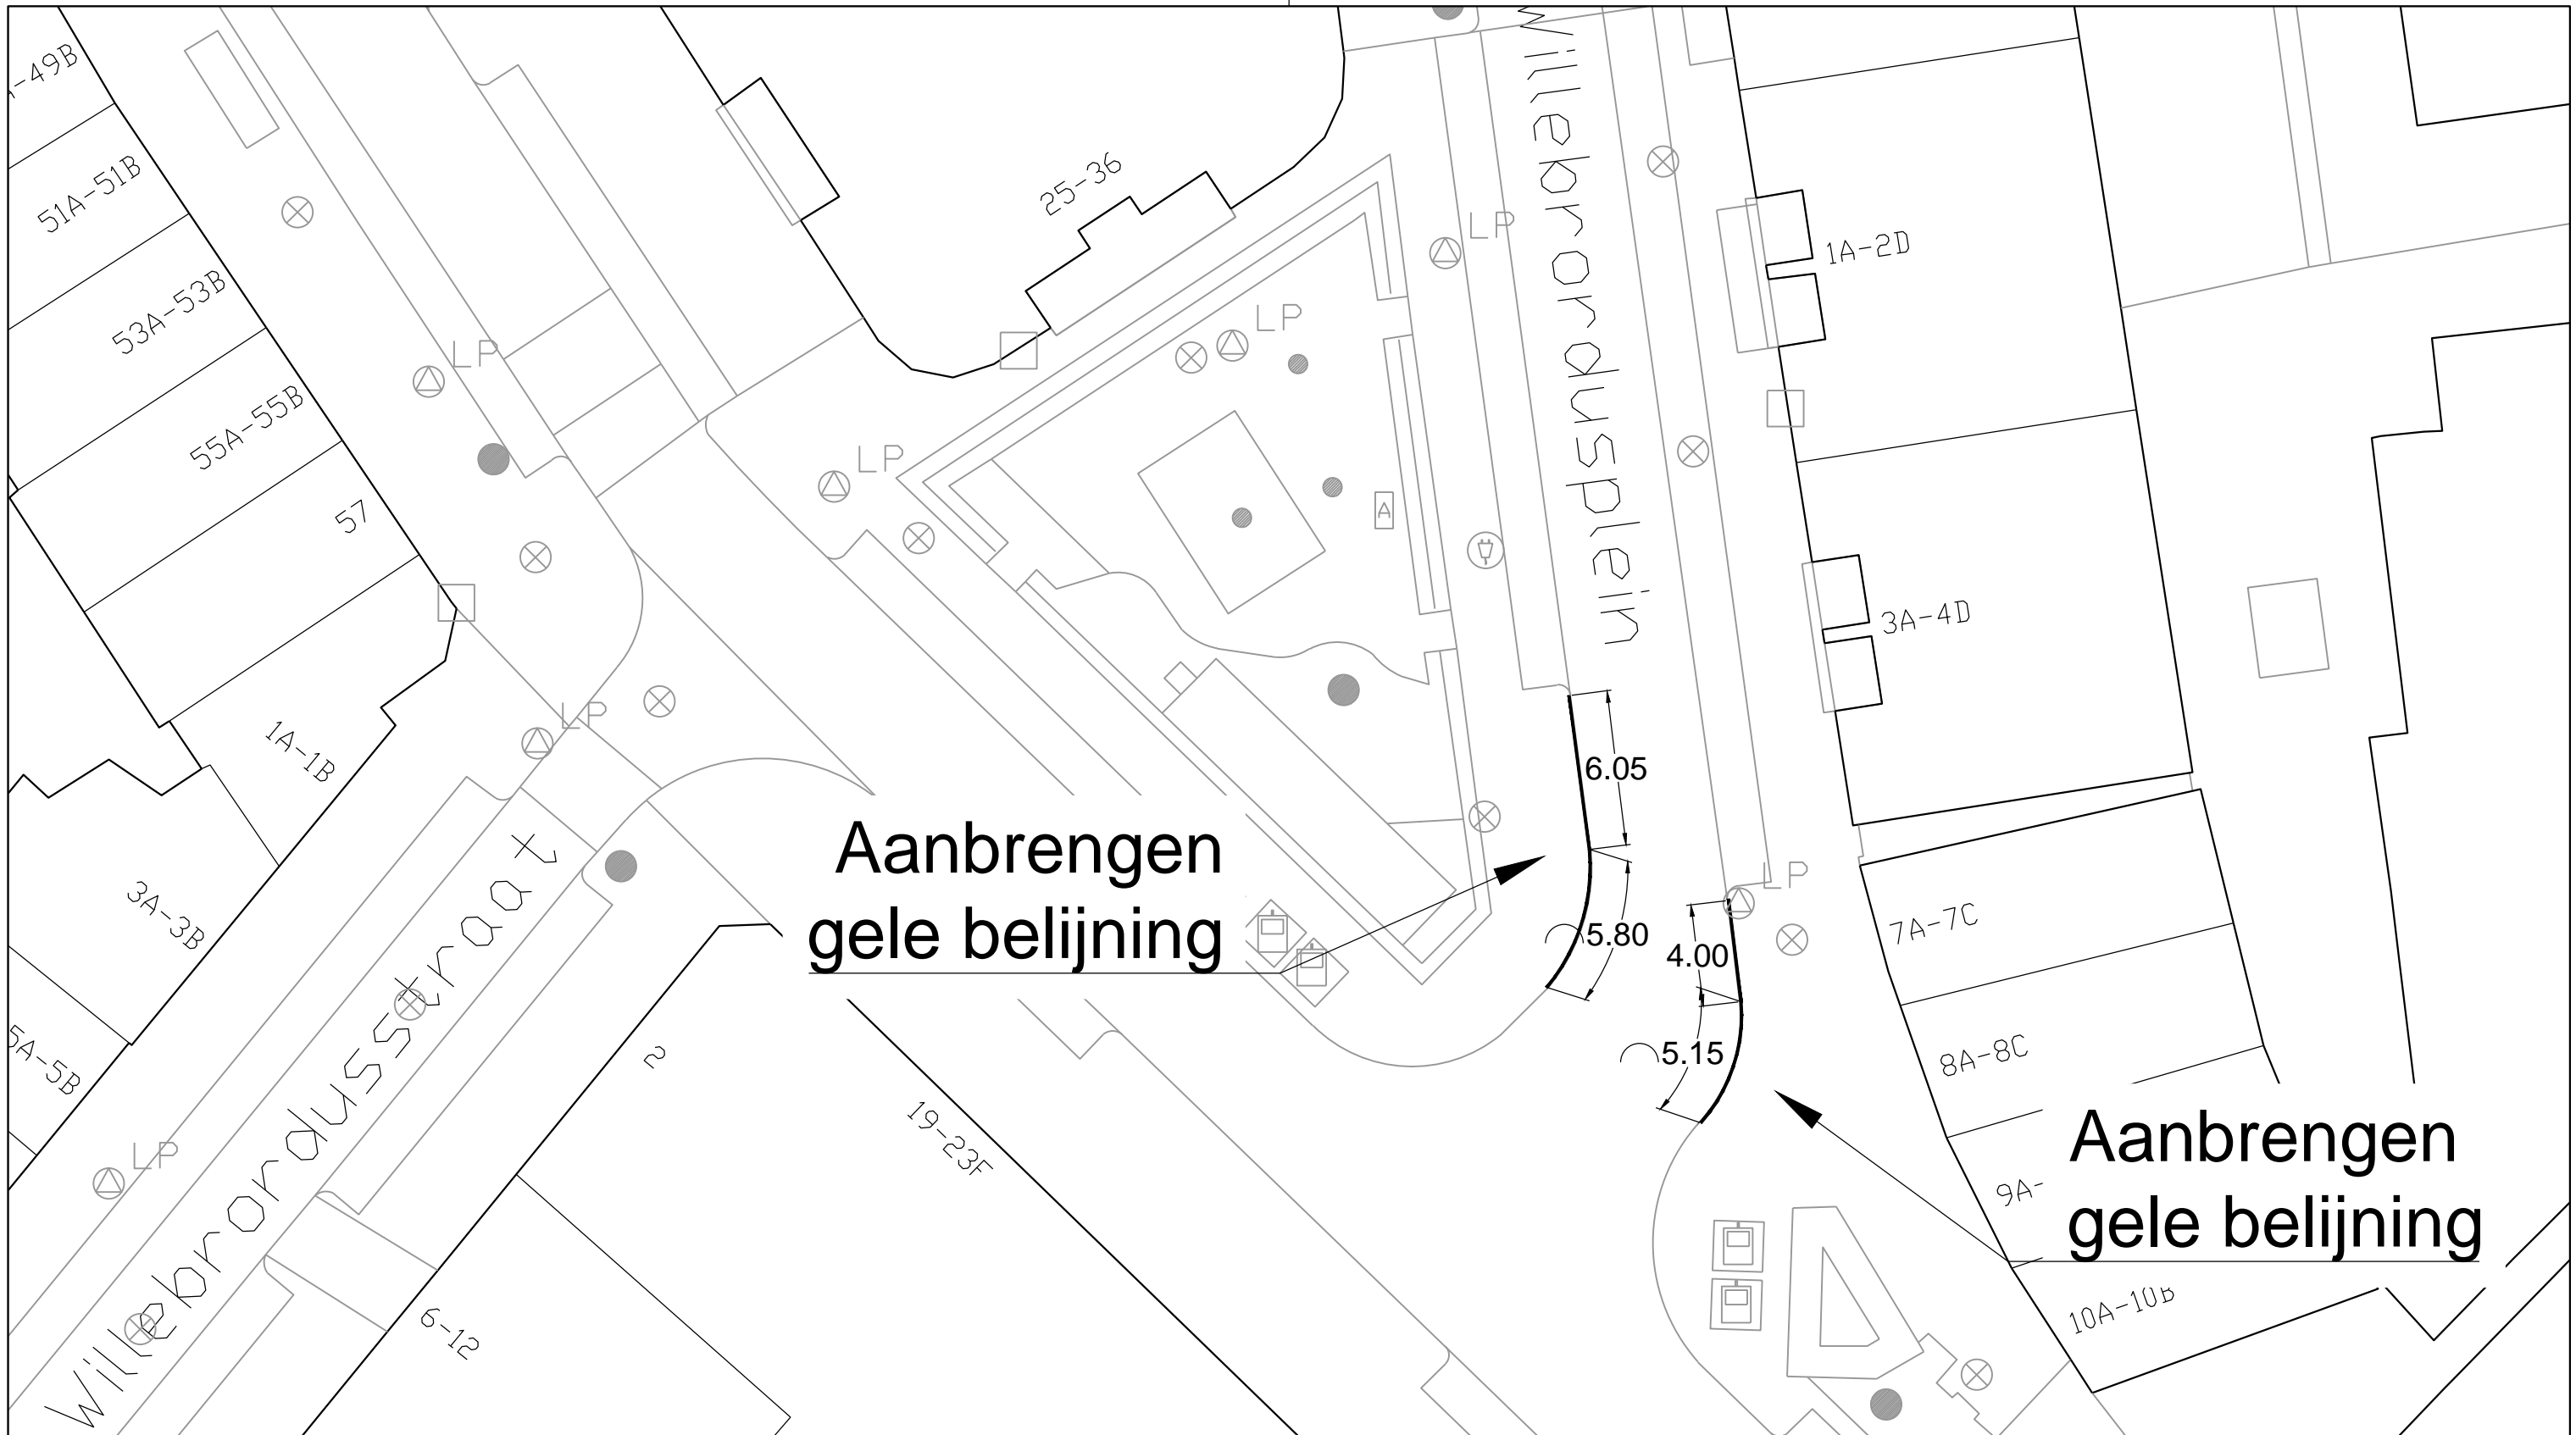 -49B
51A-51B
53A-53B
55A-55B
57
1A-1B
3A-3B
5A-5B
25-36
Willebrordusplein
1A-2D
3A-4D
7A-7C
8A-8C
9A-
10A-10B
Willebrordusstraat
2
6-12
19-23F
LP
LP
LP
LP
LP
LP
LP
LP
A
6.05
5.80
4.00
5.15
Aanbrengen
gele belijning
Aanbrengen
gele belijning